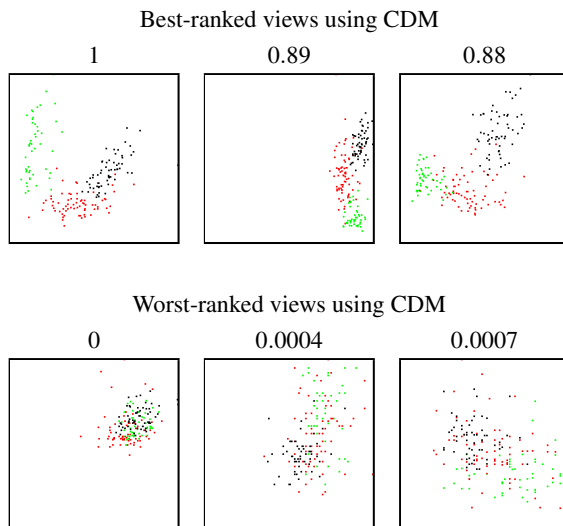 Best-ranked views using CDM
1 0.89 0.88
Worst-ranked views using CDM
0 0.0004 0.0007